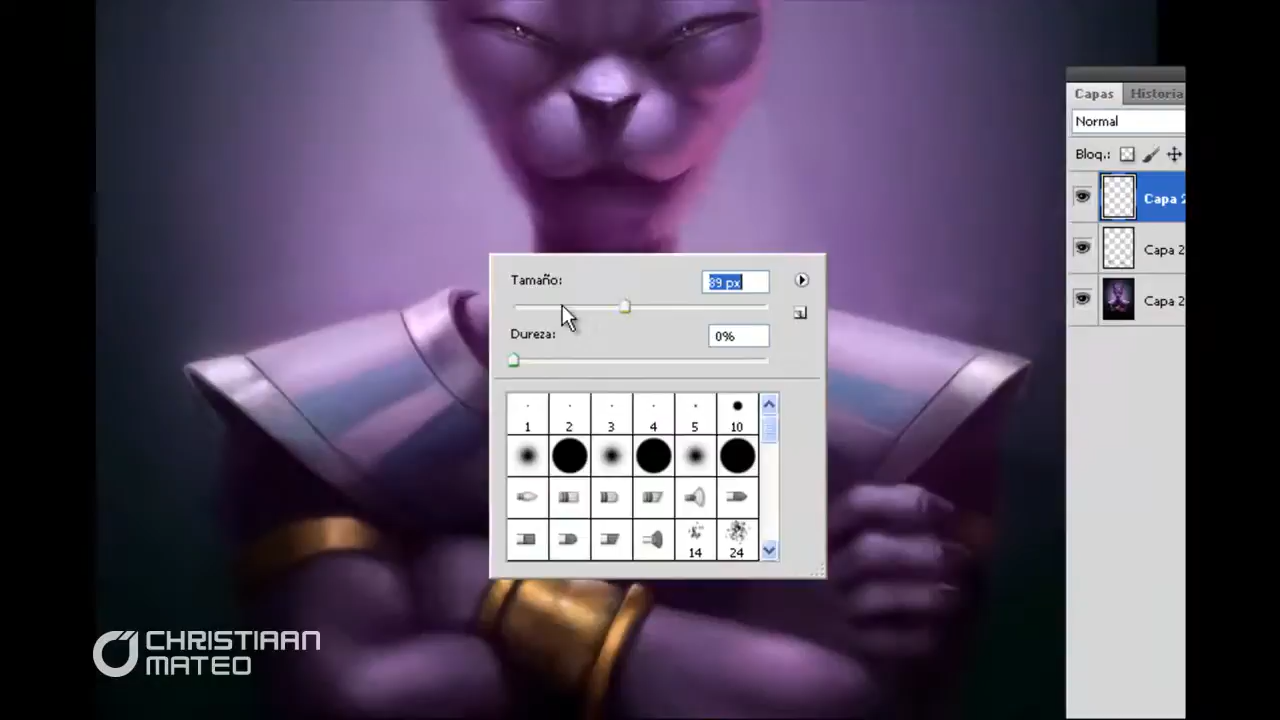 Capas Historia
Normal
Bloq.:
Capa 2
Capa 2
Capa 2
Tamaño: 89 px
Dureza: 0%
1 2 3 4 5 10
14 24
CHRISTIAAN
MATEO